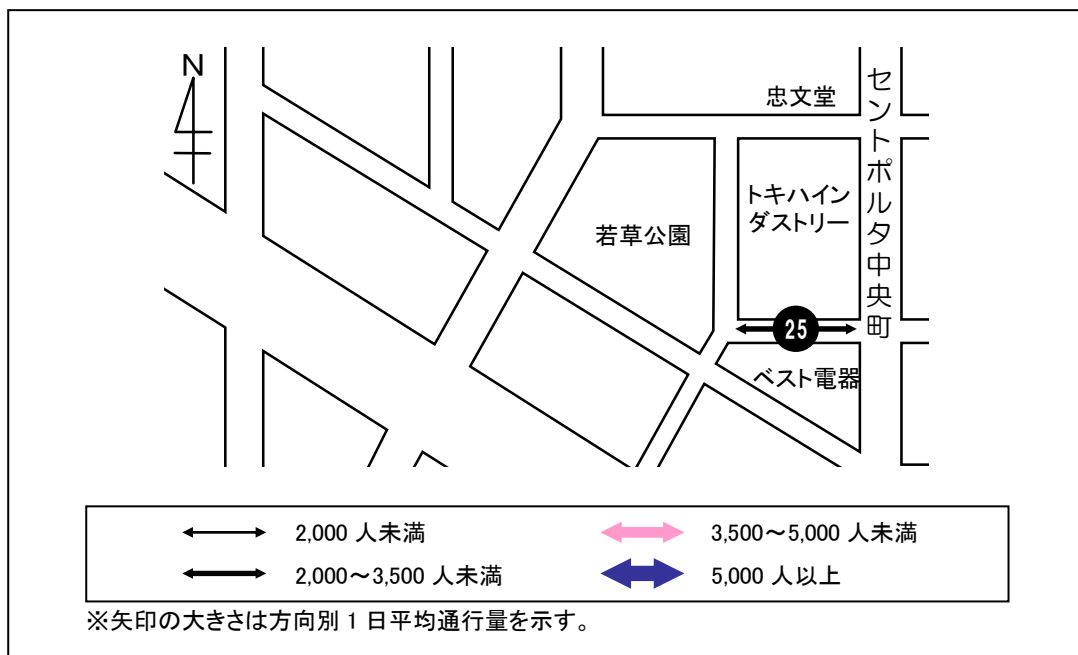 N
忠文堂
セントポルタ中央町
トキハイン
ダストリー
若草公園
25
ベスト電器
2,000 人未満
3,500～5,000 人未満
2,000～3,500 人未満
5,000 人以上
※矢印の大きさは方向別 1 日平均通行量を示す。